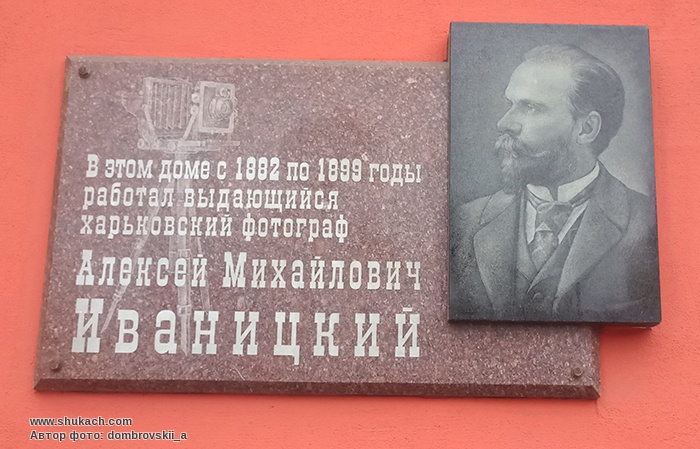 В этом доме с 1882 по 1899 годы
работал выдающийся
харьковский фотограф
Алексей Михайлович
Иваницкий
www.shukach.com
Автор фото: dombrovskii_a